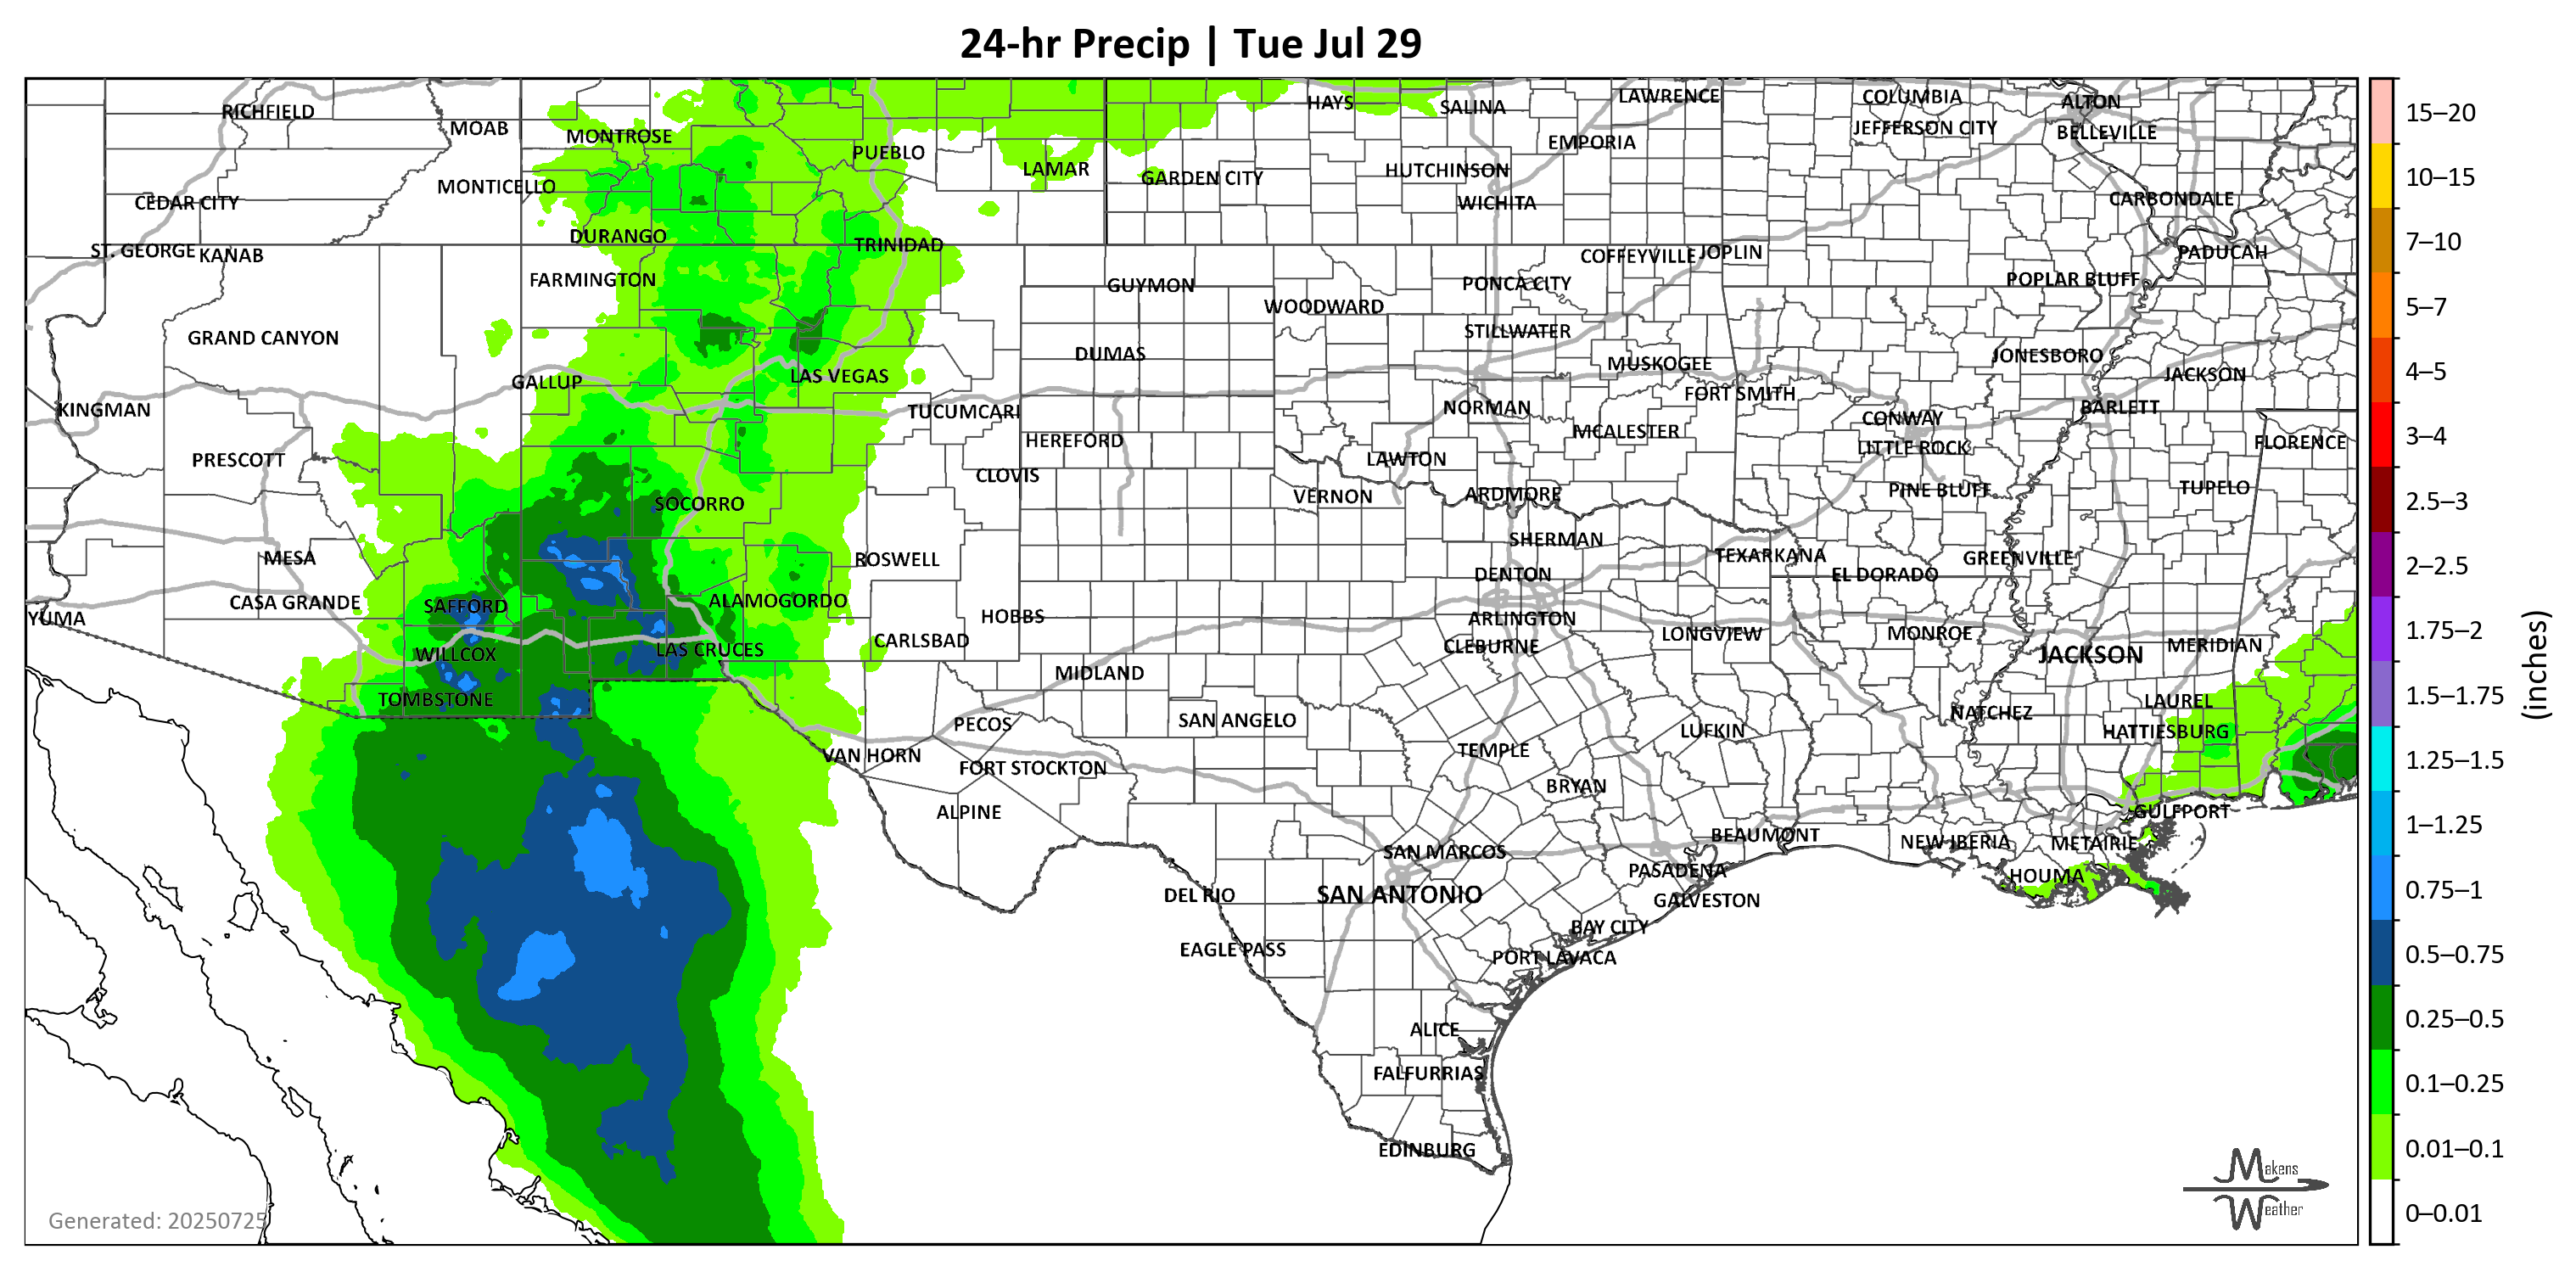 24-hr Precip | Tue Jul 29
RICHFIELD
MOAB
MONTROSE
PUEBLO
LAMAR
HAYS
SALINA
LAWRENCE
COLUMBIA
ALTON
JEFFERSON CITY
BELLEVILLE
EMPORIA
HUTCHINSON
GARDEN CITY
WICHITA
MONTICELLO
CEDAR CITY
CARBONDALE
DURANGO
TRINIDAD
ST. GEORGE
KANAB
COFFEYVILLE
JOPLIN
PADUCAH
FARMINGTON
GUYMON
PONCA CITY
POPLAR BLUFF
WOODWARD
GRAND CANYON
STILLWATER
DUMAS
MUSKOGEE
JONESBORO
GALLUP
LAS VEGAS
JACKSON
FORT SMITH
KINGMAN
TUCUMCARI
NORMAN
BARLETT
CONWAY
HEREFORD
MCALESTER
LITTLE ROCK
FLORENCE
PRESCOTT
LAWTON
CLOVIS
VERNON
ARDMORE
PINE BLUFF
TUPELO
SOCORRO
MESA
ROSWELL
SHERMAN
TEXARKANA
GREENVILLE
DENTON
EL DORADO
CASA GRANDE
SAFFORD
ALAMOGORDO
YUMA
HOBBS
ARLINGTON
CARLSBAD
CLEBURNE
LONGVIEW
MONROE
MERIDIAN
WILLCOX
LAS CRUCES
JACKSON
MIDLAND
TOMBSTONE
LAUREL
PECOS
SAN ANGELO
NATCHEZ
HATTIESBURG
LUFKIN
VAN HORN
TEMPLE
FORT STOCKTON
BRYAN
ALPINE
GULFPORT
BEAUMONT
NEW IBERIA
METAIRIE
SAN MARCOS
PASADENA
HOUMA
DEL RIO
SAN ANTONIO
GALVESTON
BAY CITY
EAGLE PASS
PORT LAVACA
ALICE
FALFURRIAS
EDINBURG
Generated: 20250725
Makens
Weather
15–20
10–15
7–10
5–7
4–5
3–4
2.5–3
2–2.5
1.75–2
1.5–1.75
1.25–1.5
1–1.25
0.75–1
0.5–0.75
0.25–0.5
0.1–0.25
0.01–0.1
0–0.01
(inches)